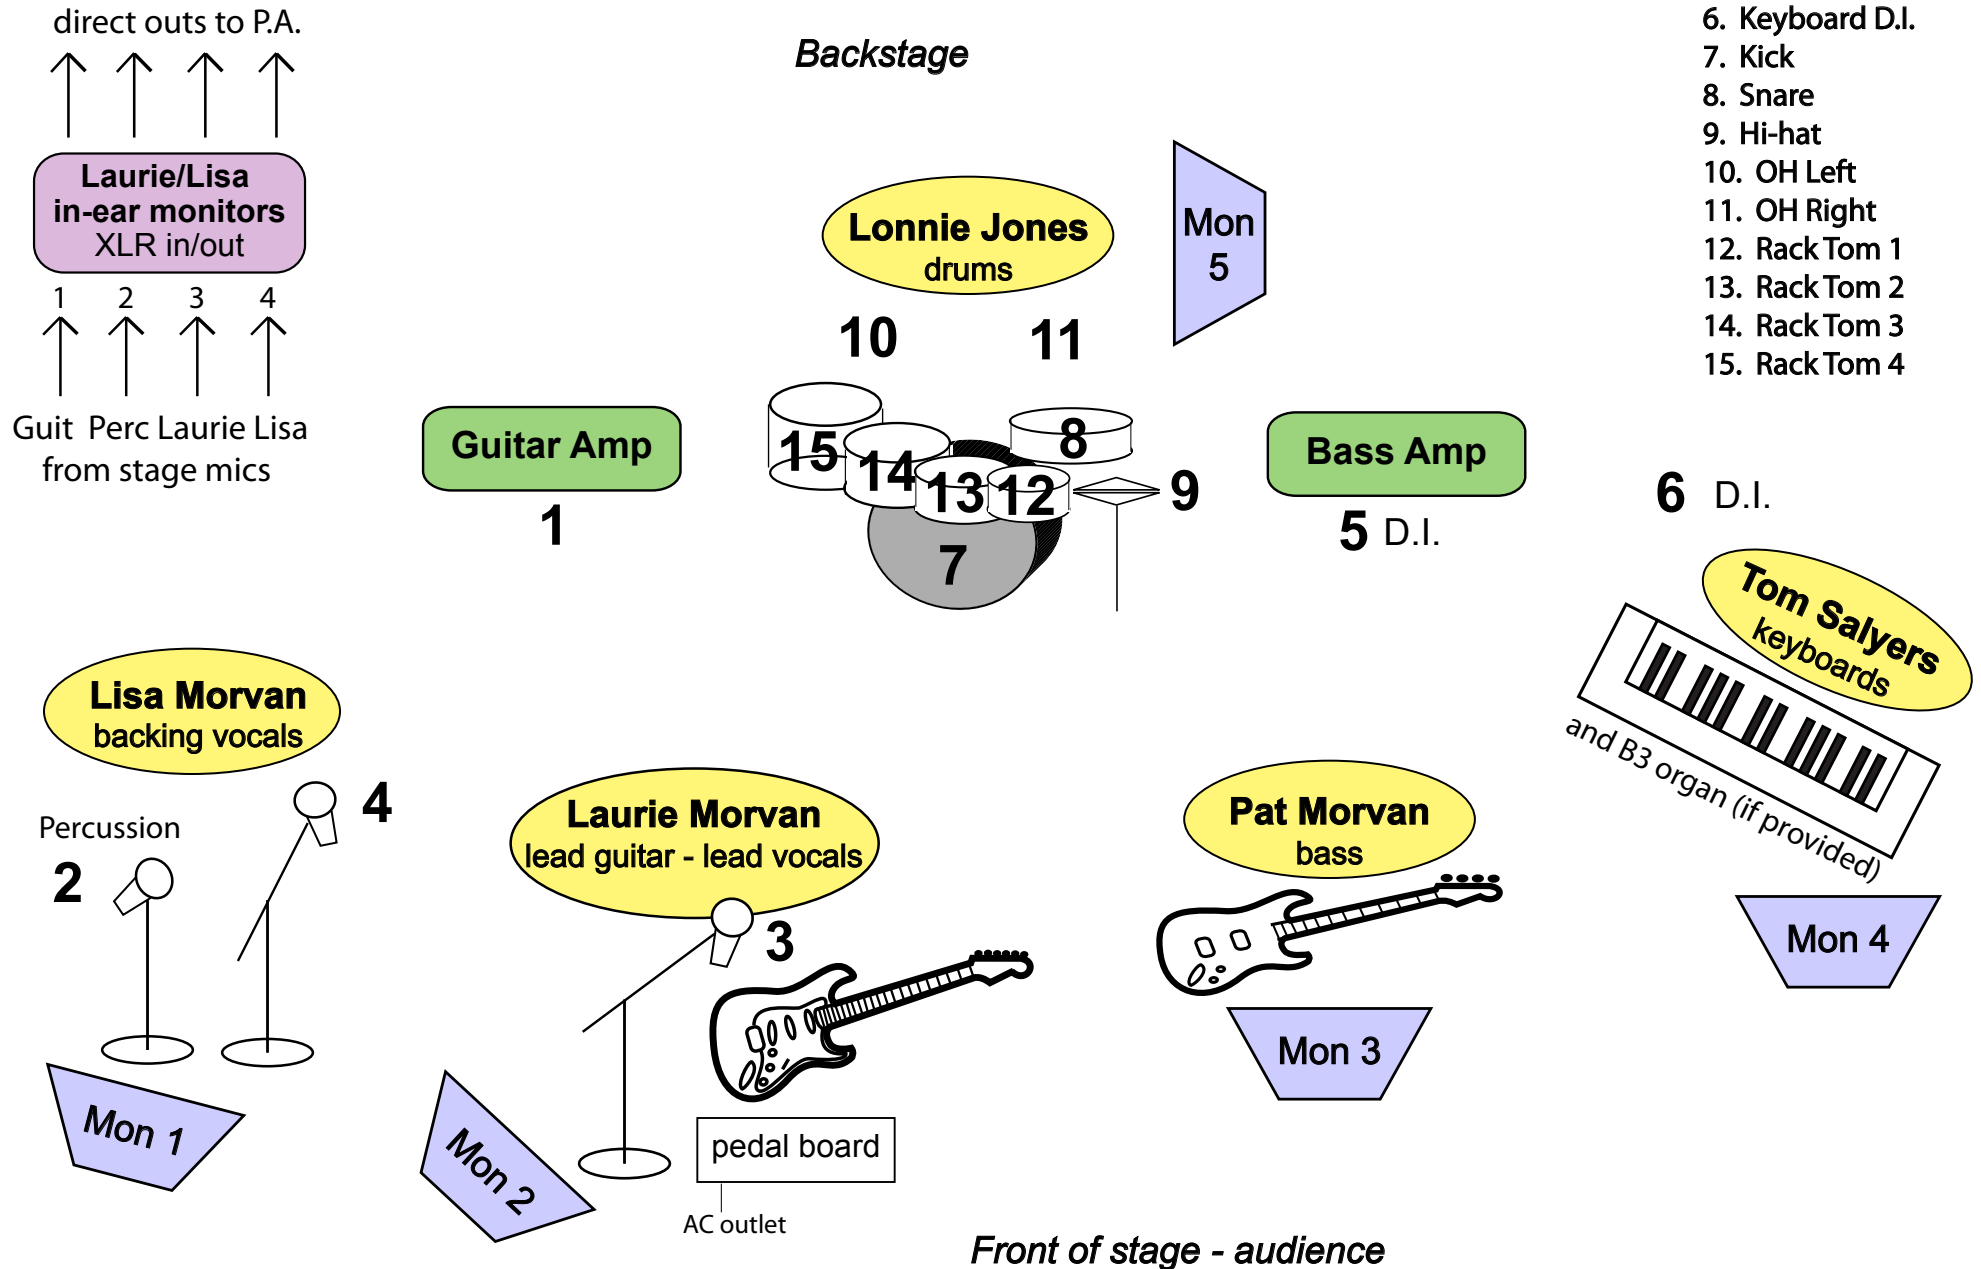 direct outs to P.A.
Laurie/Lisa
in-ear monitors
XLR in/out
1 2 3 4
Guit Perc Laurie Lisa
from stage mics
Backstage
6. Keyboard D.I.
7. Kick
8. Snare
9. Hi-hat
10. OH Left
11. OH Right
12. Rack Tom 1
13. Rack Tom 2
14. Rack Tom 3
15. Rack Tom 4
Lonnie Jones
drums
Mon
5
10
11
Guitar Amp
1
15
14
13
12
8
9
7
Bass Amp
5 D.I.
6 D.I.
Tom Salyers
keyboards
and B3 organ (if provided)
Mon 4
Lisa Morvan
backing vocals
4
Percussion
2
Mon 1
Laurie Morvan
lead guitar - lead vocals
3
Mon 2
pedal board
AC outlet
Pat Morvan
bass
Mon 3
Front of stage - audience